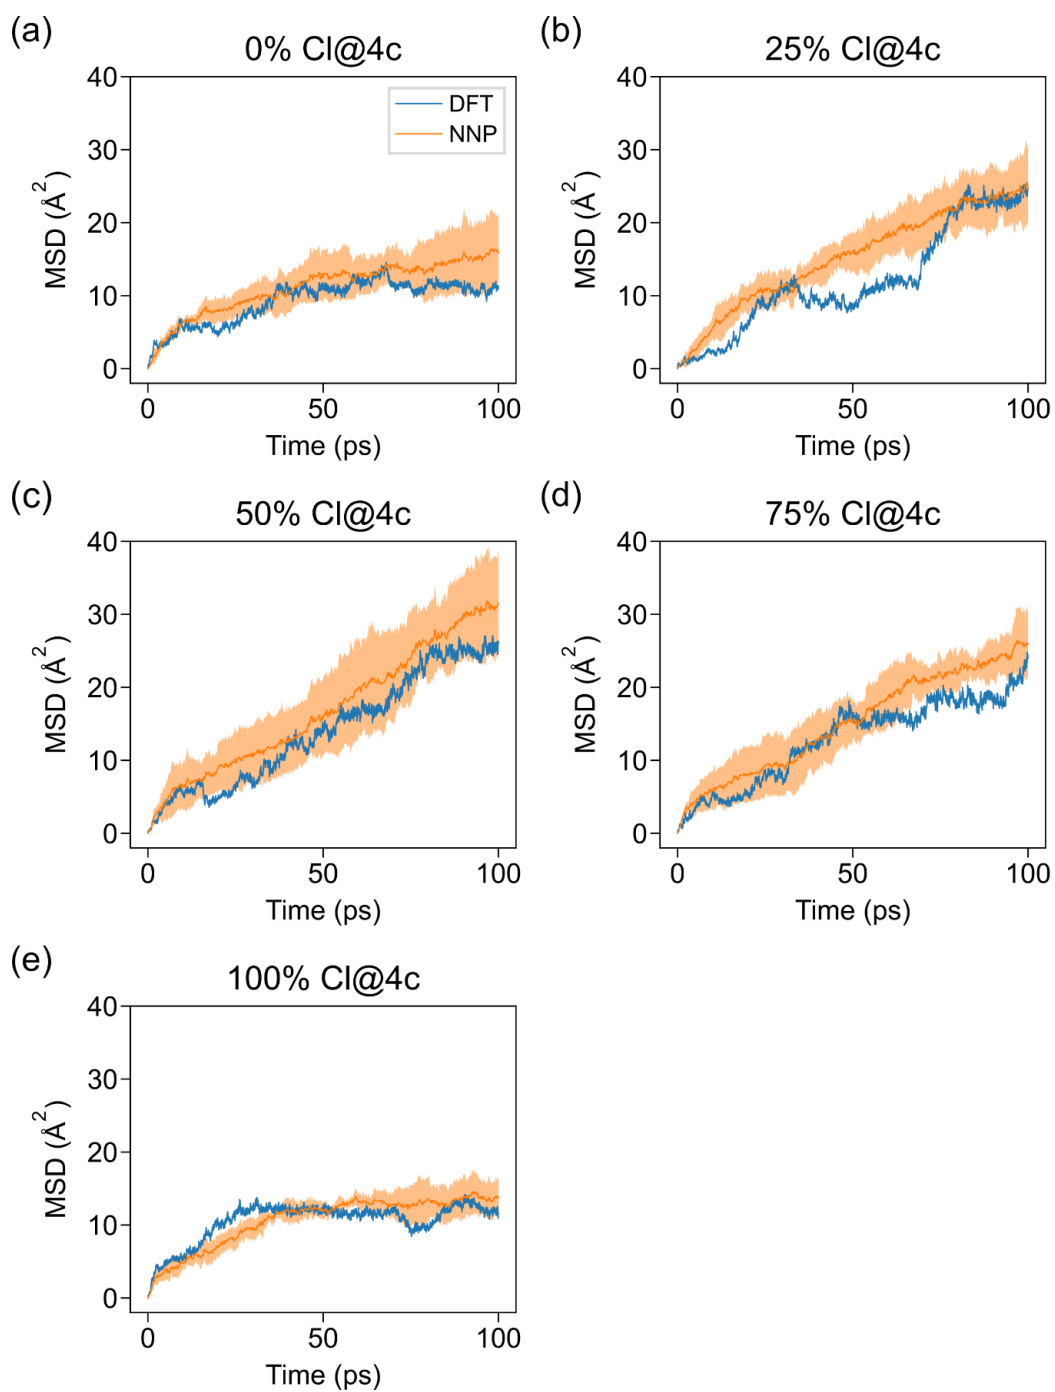 (a)
0% Cl@4c
MSD (Å²)
40
30
20
10
0
DFT
NNP
0
50
100
Time (ps)
(b)
25% Cl@4c
MSD (Å²)
40
30
20
10
0
0
50
100
Time (ps)
(c)
50% Cl@4c
MSD (Å²)
40
30
20
10
0
0
50
100
Time (ps)
(d)
75% Cl@4c
MSD (Å²)
40
30
20
10
0
0
50
100
Time (ps)
(e)
100% Cl@4c
MSD (Å²)
40
30
20
10
0
0
50
100
Time (ps)